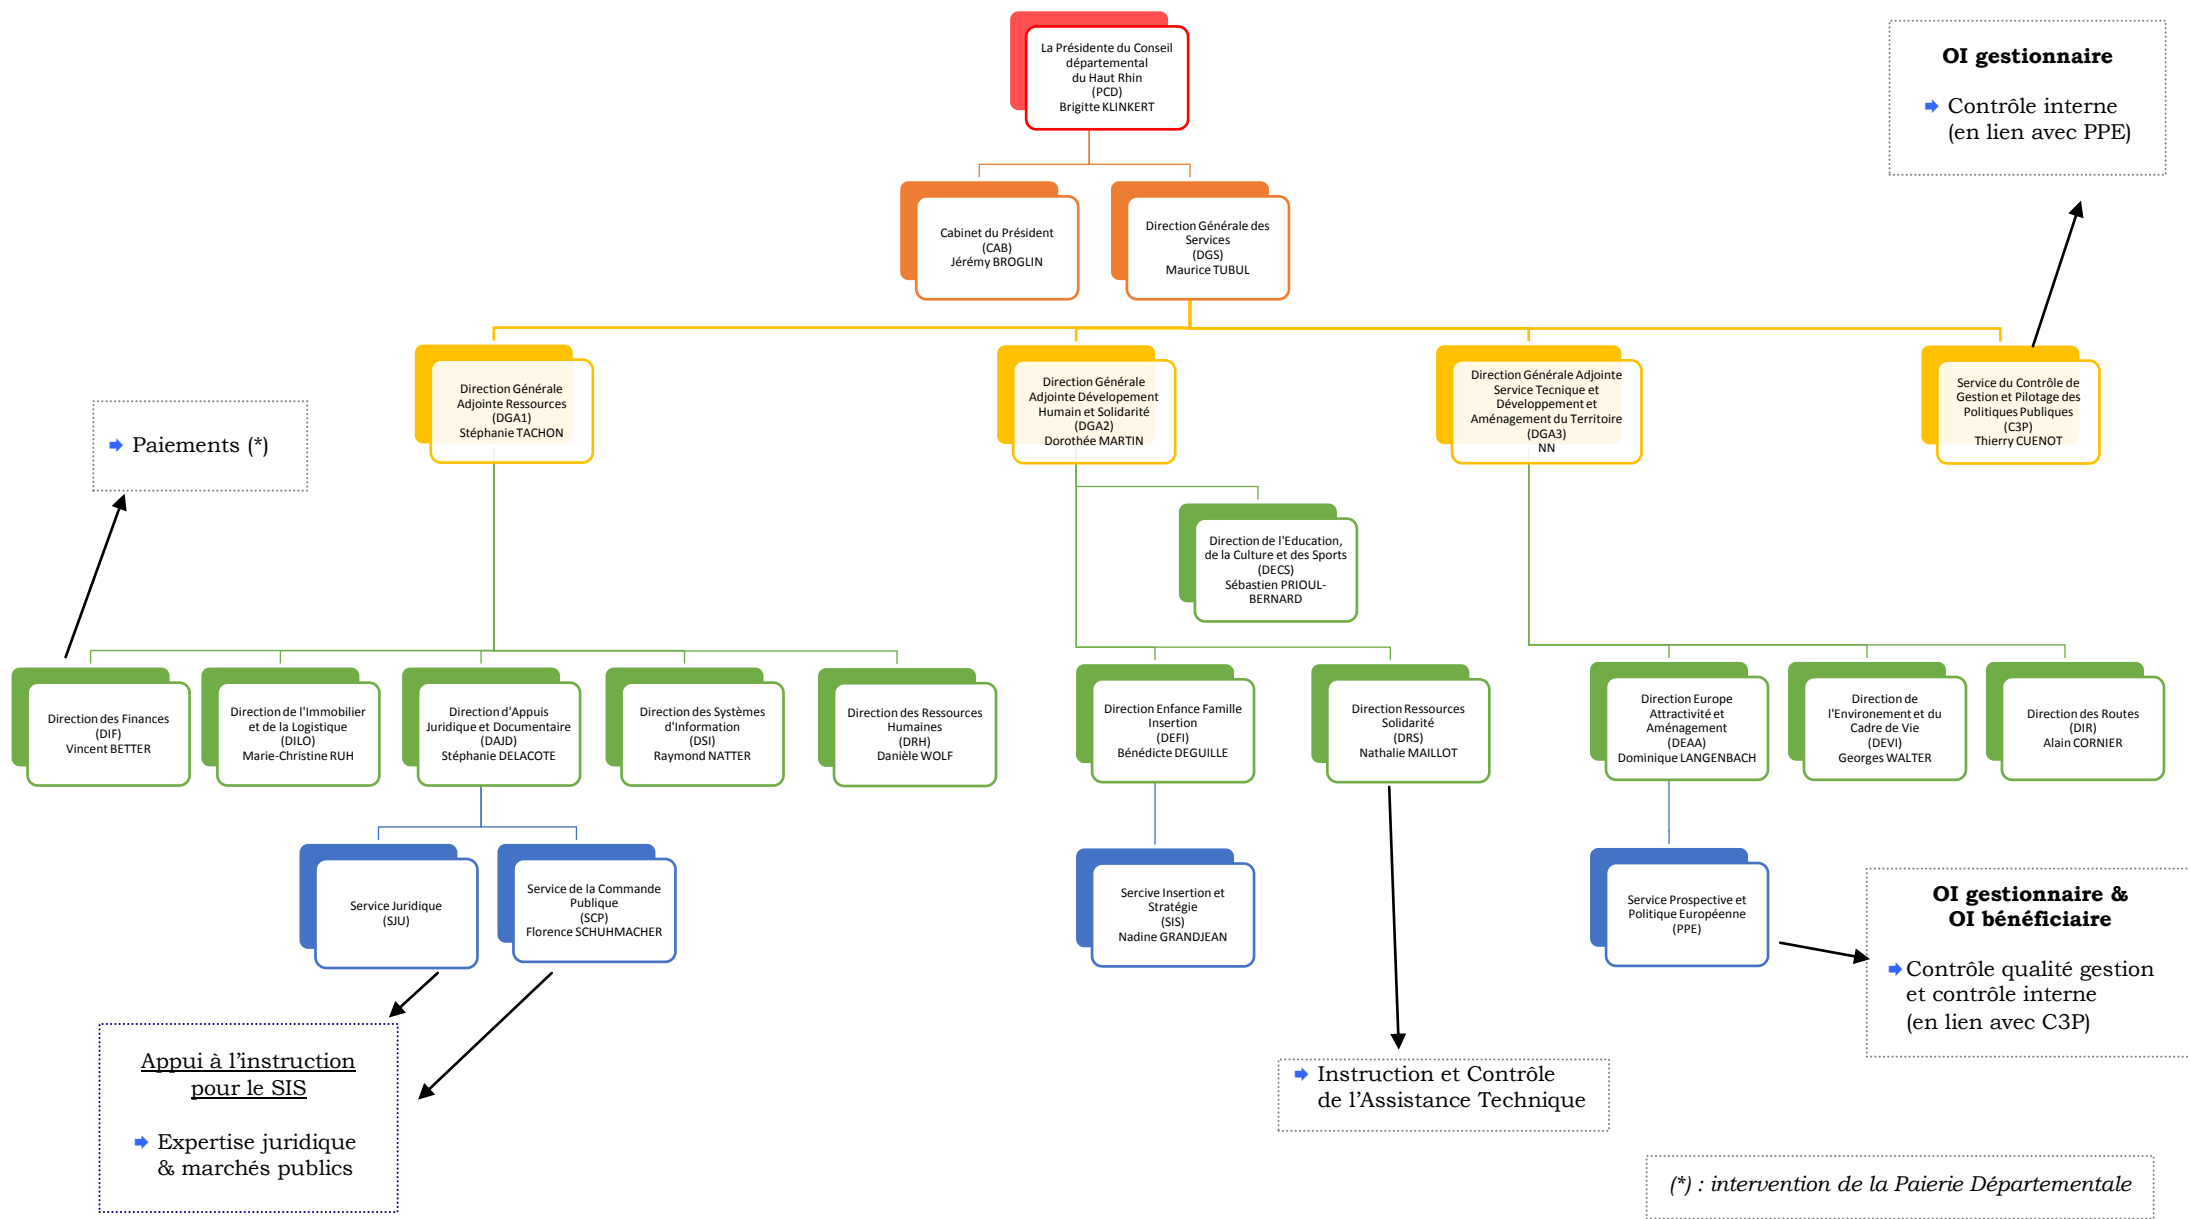 La Présidente du Conseil
départemental
du Haut Rhin
(PCD)
Brigitte KLINKERT
OI gestionnaire
Contrôle interne
(en lien avec PPE)
Cabinet du Président
(CAB)
Jérémy BROGLIN
Direction Générale des
Services
(DGS)
Maurice TUBUL
Direction Générale
Adjointe Ressources
(DGA1)
Stéphanie TACHON
Direction Générale
Adjointe Dévelopement
Humain et Solidarité
(DGA2)
Dorothée MARTIN
Direction Générale Adjointe
Service Tecnique et
Développement et
Aménagement du Territoire
(DGA3)
NN
Service du Contrôle de
Gestion et Pilotage des
Politiques Publiques
(C3P)
Thierry CUENOT
Paiements (*)
Direction de l'Education,
de la Culture et des Sports
(DECS)
Sébastien PRIOUL-
BERNARD
Direction des Finances
(DIF)
Vincent BETTER
Direction de l'Immobilier
et de la Logistique
(DILO)
Marie-Christine RUH
Direction d'Appuis
Juridique et Documentaire
(DAJD)
Stéphanie DELACOTE
Direction des Systèmes
d'Information
(DSI)
Raymond NATTER
Direction des Ressources
Humaines
(DRH)
Danièle WOLF
Direction Enfance Famille
Insertion
(DEFI)
Bénédicte DEGUILLE
Direction Ressources
Solidarité
(DRS)
Nathalie MAILLOT
Direction Europe
Attractivité et
Aménagement
(DEAA)
Dominique LANGENBACH
Direction de
l'Environement et du
Cadre de Vie
(DEVI)
Georges WALTER
Direction des Routes
(DIR)
Alain CORNIER
Service Juridique
(SJU)
Service de la Commande
Publique
(SCP)
Florence SCHUHMACHER
Sercive Insertion et
Stratégie
(SIS)
Nadine GRANDJEAN
Service Prospective et
Politique Européenne
(PPE)
OI gestionnaire &
OI bénéficiaire
Contrôle qualité gestion
et contrôle interne
(en lien avec C3P)
Appui à l'instruction
pour le SIS
Expertise juridique
& marchés publics
Instruction et Contrôle
de l'Assistance Technique
(*) : intervention de la Paierie Départementale